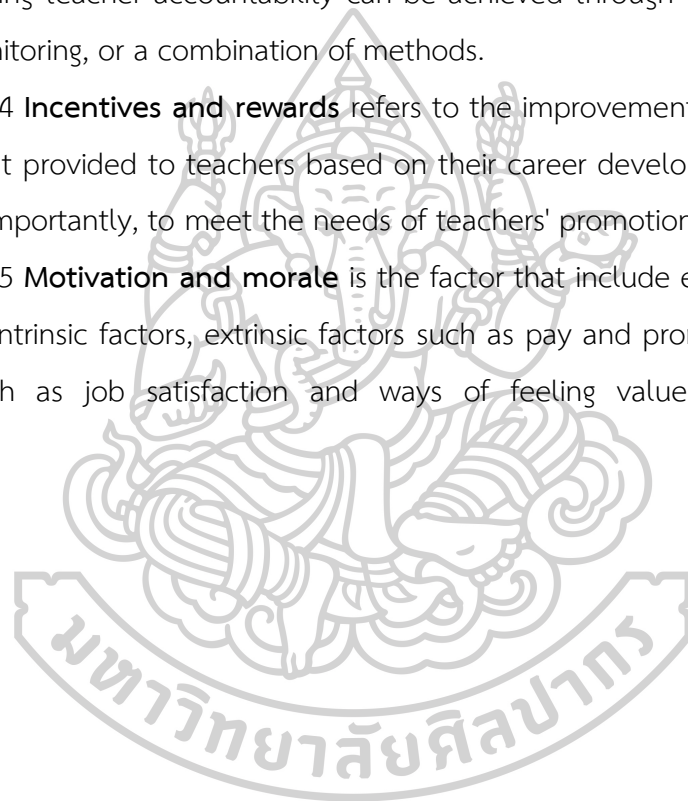 ing teacher accountability can be achieved through
nitoring, or a combination of methods.
4 Incentives and rewards refers to the improvement
t provided to teachers based on their career develo
mportantly, to meet the needs of teachers' promotion
5 Motivation and morale is the factor that include e
ntrinsic factors, extrinsic factors such as pay and pro
h as job satisfaction and ways of feeling value
มหาวิทยาลัยศิลปากร